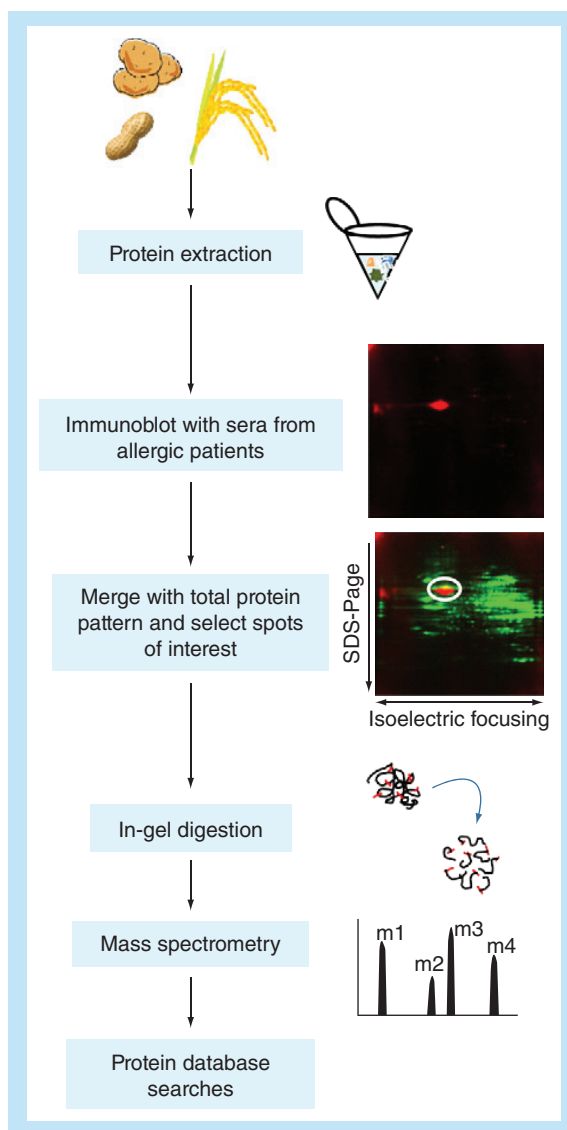 Protein extraction
Immunoblot with sera from
allergic patients
Merge with total protein
pattern and select spots
of interest
SDS-Page
Isoelectric focusing
In-gel digestion
Mass spectrometry
m1
m2
m3
m4
Protein database
searches